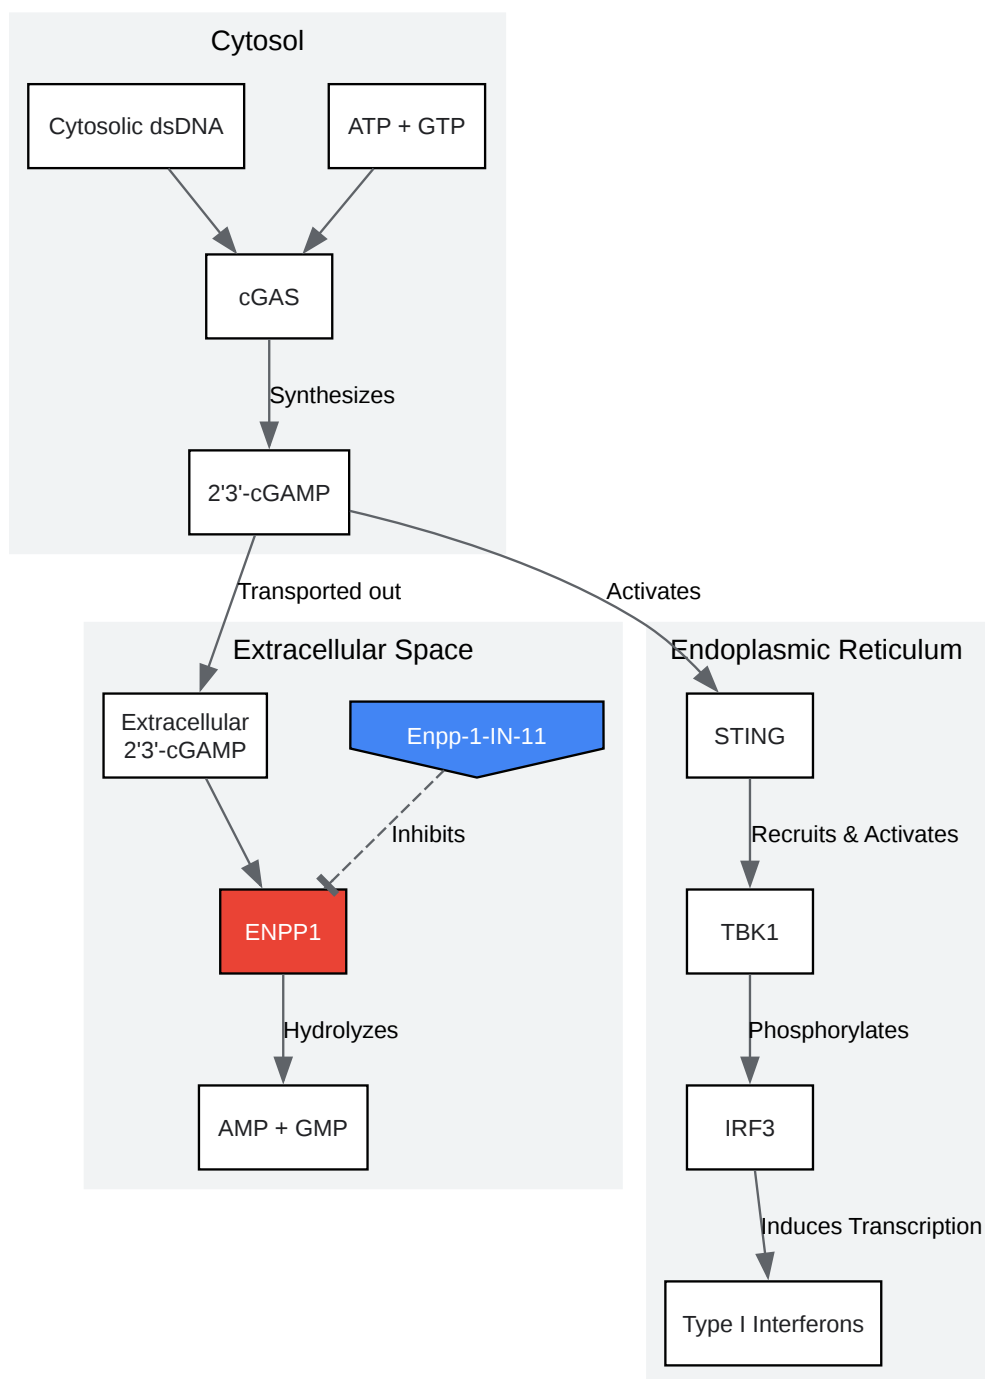 Cytosol
Cytosolic dsDNA
ATP + GTP
cGAS
Synthesizes
2'3'-cGAMP
Transported out
Activates
Extracellular Space
Endoplasmic Reticulum
Extracellular
2'3'-cGAMP
Enpp-1-IN-11
STING
Inhibits
Recruits & Activates
ENPP1
TBK1
Hydrolyzes
Phosphorylates
AMP + GMP
IRF3
Induces Transcription
Type I Interferons